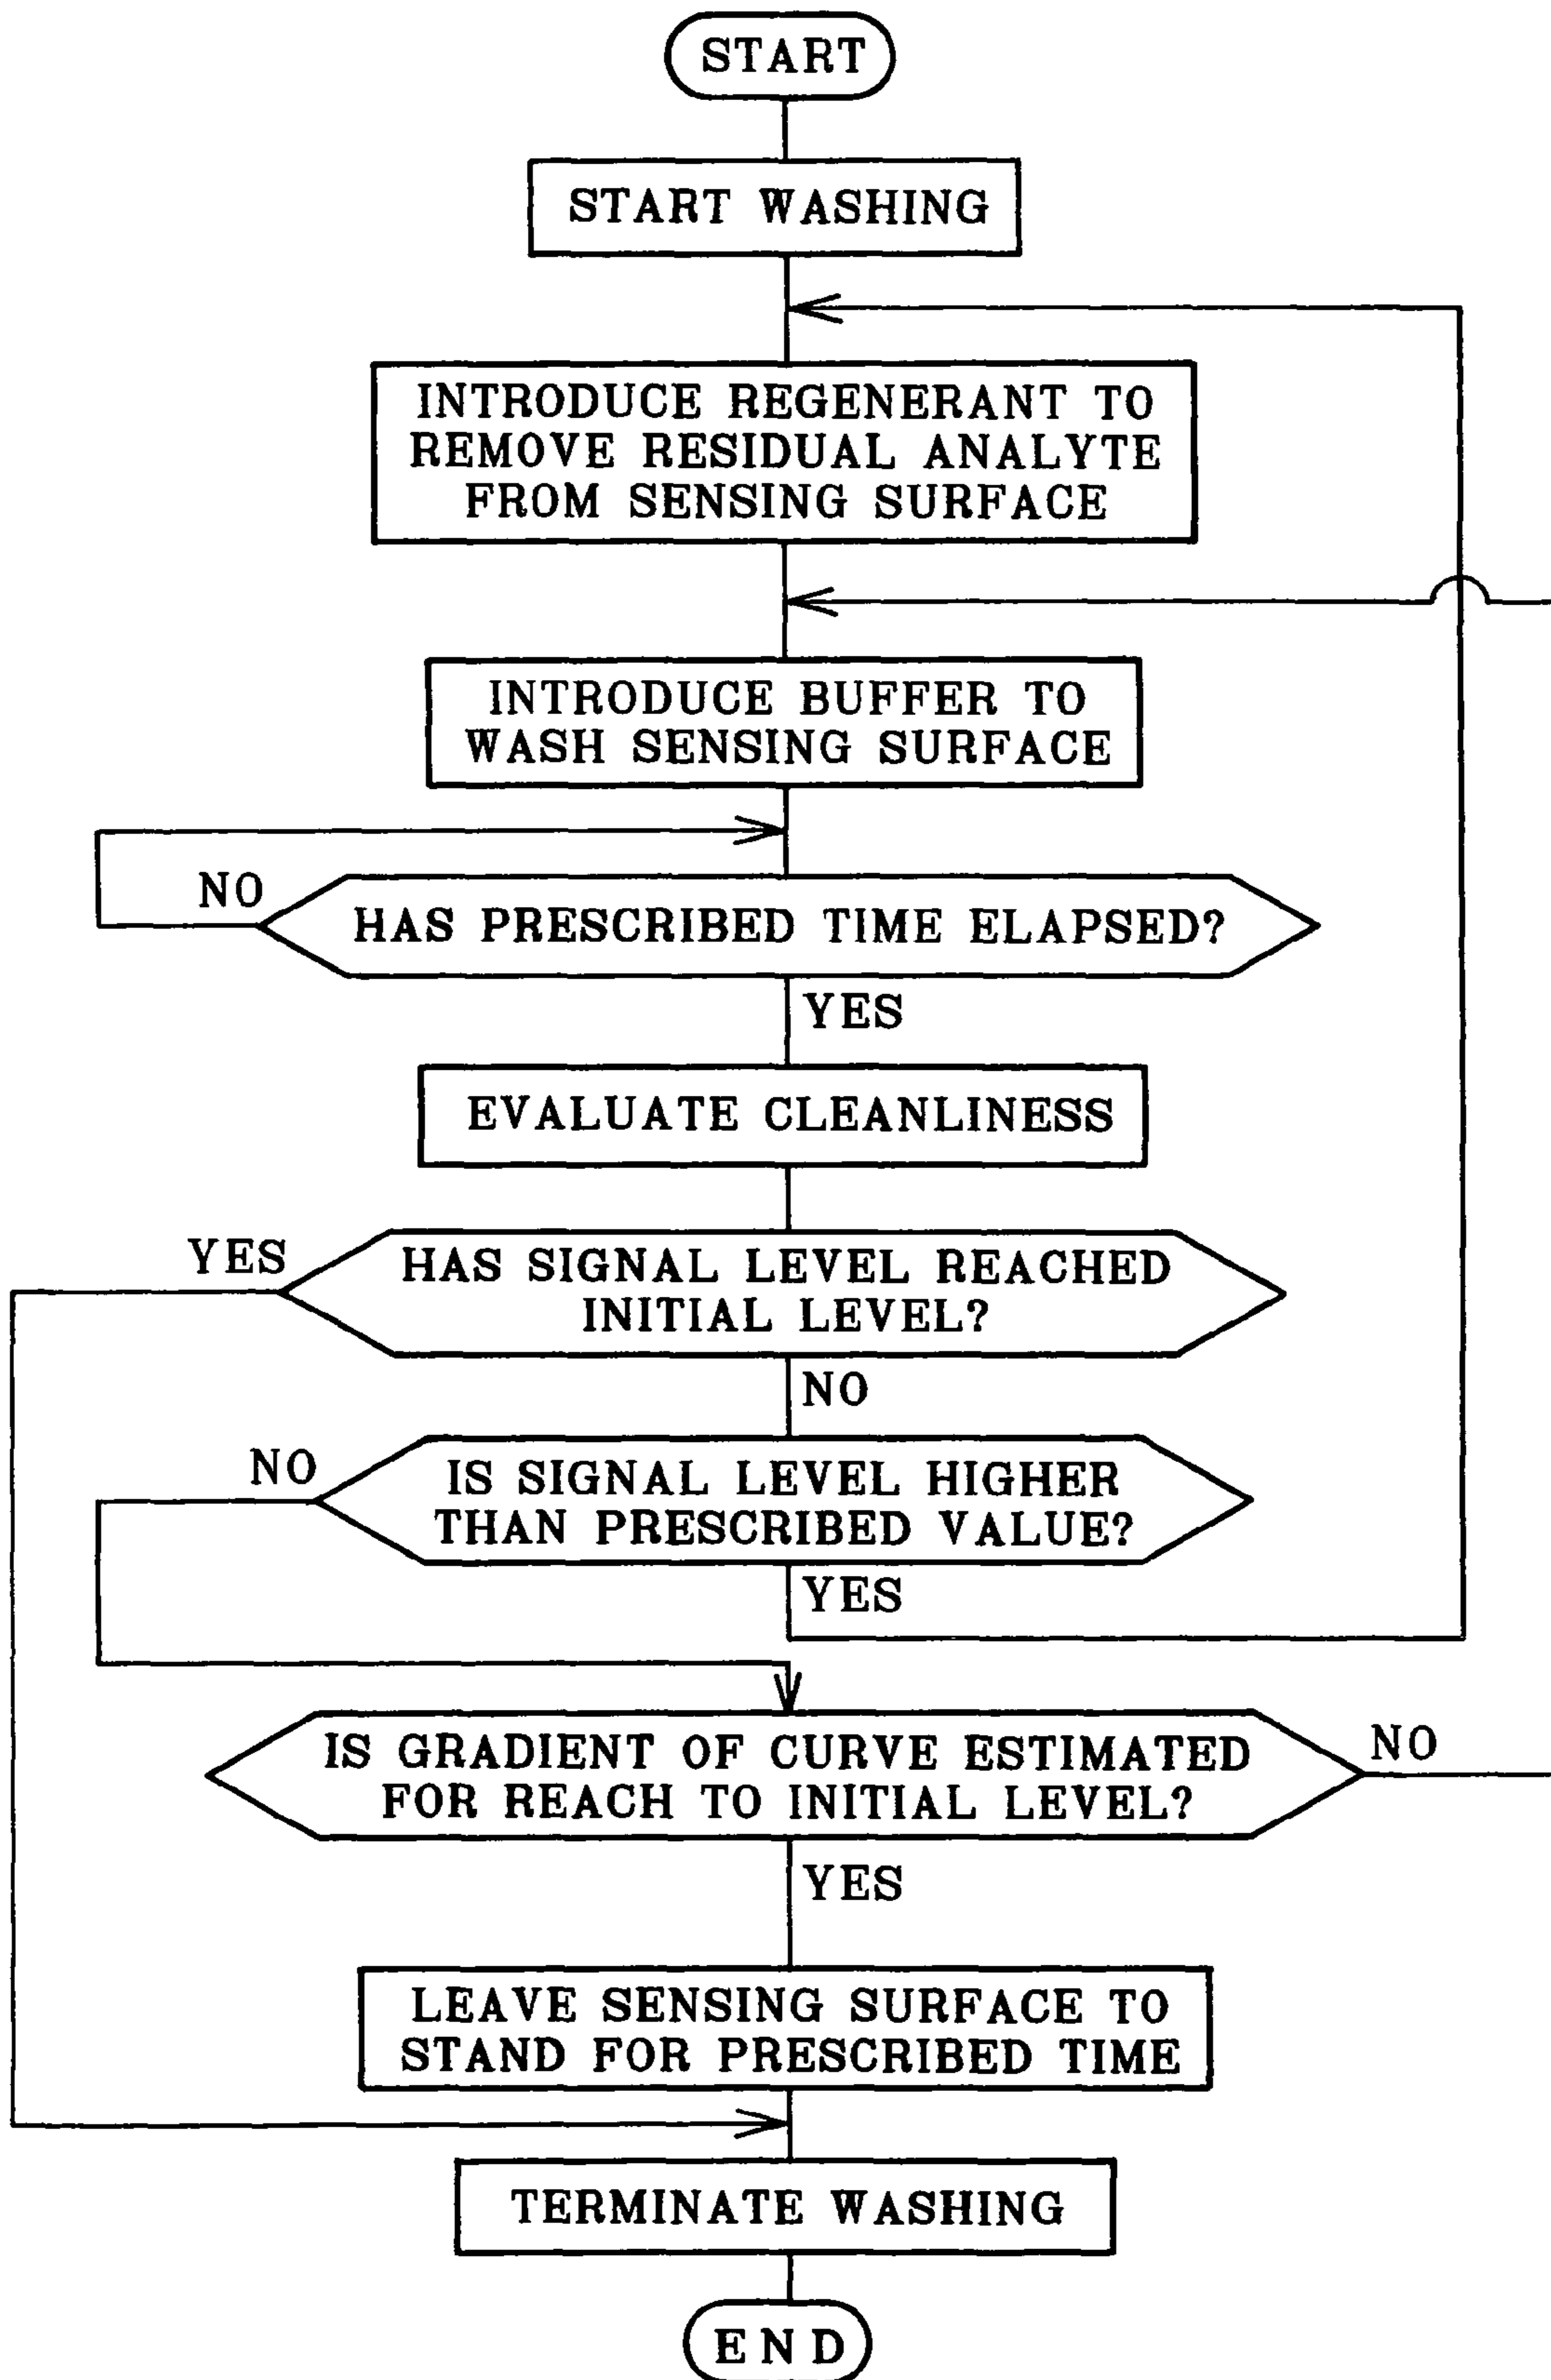 START
START WASHING
INTRODUCE REGENERANT TO
REMOVE RESIDUAL ANALYTE
FROM SENSING SURFACE
INTRODUCE BUFFER TO
WASH SENSING SURFACE
NO
HAS PRESCRIBED TIME ELAPSED?
YES
EVALUATE CLEANLINESS
YES
HAS SIGNAL LEVEL REACHED
INITIAL LEVEL?
NO
NO
IS SIGNAL LEVEL HIGHER
THAN PRESCRIBED VALUE?
YES
IS GRADIENT OF CURVE ESTIMATED
FOR REACH TO INITIAL LEVEL?
NO
YES
LEAVE SENSING SURFACE TO
STAND FOR PRESCRIBED TIME
TERMINATE WASHING
END